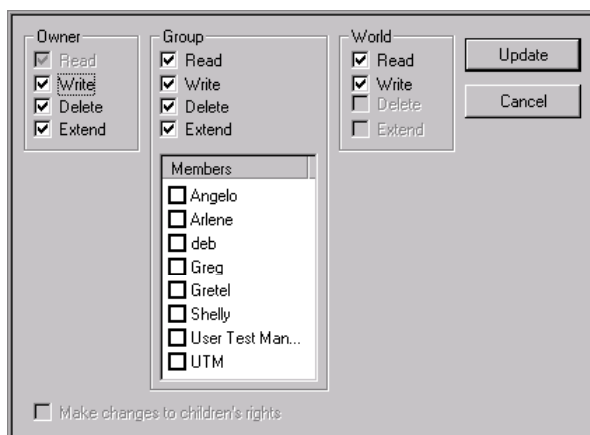 Owner
Read
Write
Delete
Extend
Group
Read
Write
Delete
Extend
Members
Angelo
Arlene
deb
Greg
Gretel
Shelly
User Test Man...
UTM
World
Read
Write
Delete
Extend
Update
Cancel
Make changes to children's rights